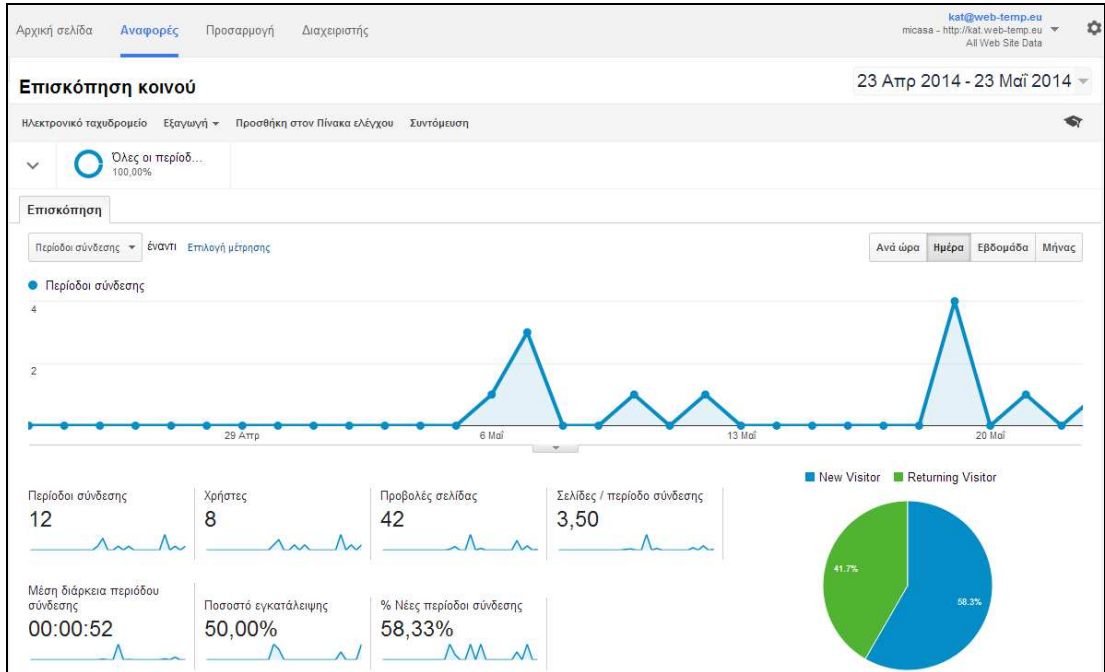 Αρχική σελίδα Αναφορές Προσαρμογή Διαχειριστής
kat@web-temp.eu
micasa - http://kat.web-temp.eu
All Web Site Data
Επισκόπηση κοινού
23 Απρ 2014 - 23 Μαΐ 2014
Ηλεκτρονικό ταχυδρομείο Εξαγωγή Προσθήκη στον Πίνακα ελέγχου Συντόμευση
Όλες οι περίοδ...
100,00%
Επισκόπηση
Περίοδοι σύνδεσης έναντι Επιλογή μέτρησης
Ανά ώρα Ημέρα Εβδομάδα Μήνας
Περίοδοι σύνδεσης
4
2
29 Απρ 6 Μαΐ 13 Μαΐ 20 Μαΐ
New Visitor Returning Visitor
Περίοδοι σύνδεσης
12
Χρήστες
8
Προβολές σελίδας
42
Σελίδες / περίοδο σύνδεσης
3,50
41.7%
58.3%
Μέση διάρκεια περιόδου
σύνδεσης
00:00:52
Ποσοστό εγκατάλειψης
50,00%
% Νέες περίοδοι σύνδεσης
58,33%